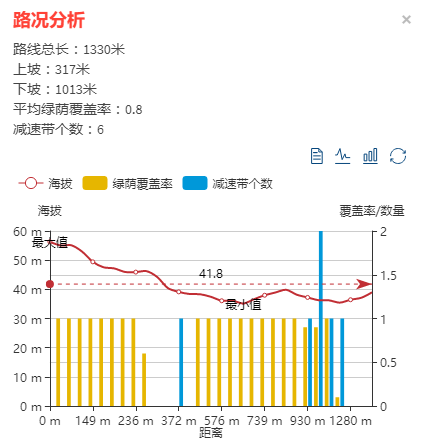 路况分析
×
路线总长：1330米
上坡：317米
下坡：1013米
平均绿荫覆盖率：0.8
减速带个数：6
海拔 绿荫覆盖率 减速带个数
海拔 覆盖率/数量
60 m 2
最大值
50 m
41.8 1.5
40 m
最小值
30 m 1
20 m
0.5
10 m
0 m 0
0 m 149 m 236 m 372 m 576 m 739 m 930 m 1280 m
距离